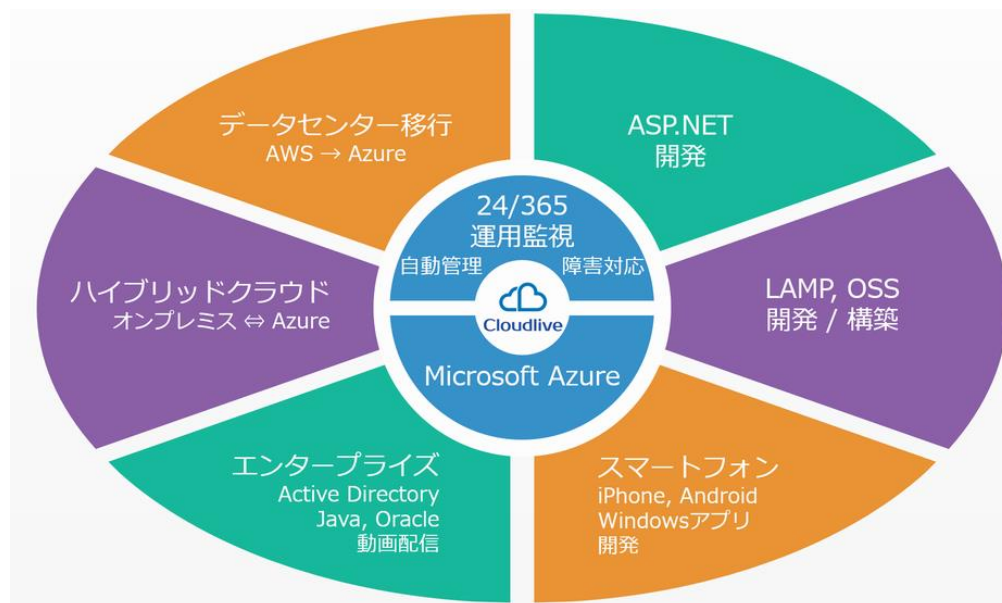 データセンター移行
AWS → Azure
ASP.NET
開発
24/365
運用監視
自動管理 障害対応
Cloudlive
Microsoft Azure
ハイブリッドクラウド
オンプレミス ⇔ Azure
LAMP, OSS
開発 / 構築
エンタープライズ
Active Directory
Java, Oracle
動画配信
スマートフォン
iPhone, Android
Windowsアプリ
開発